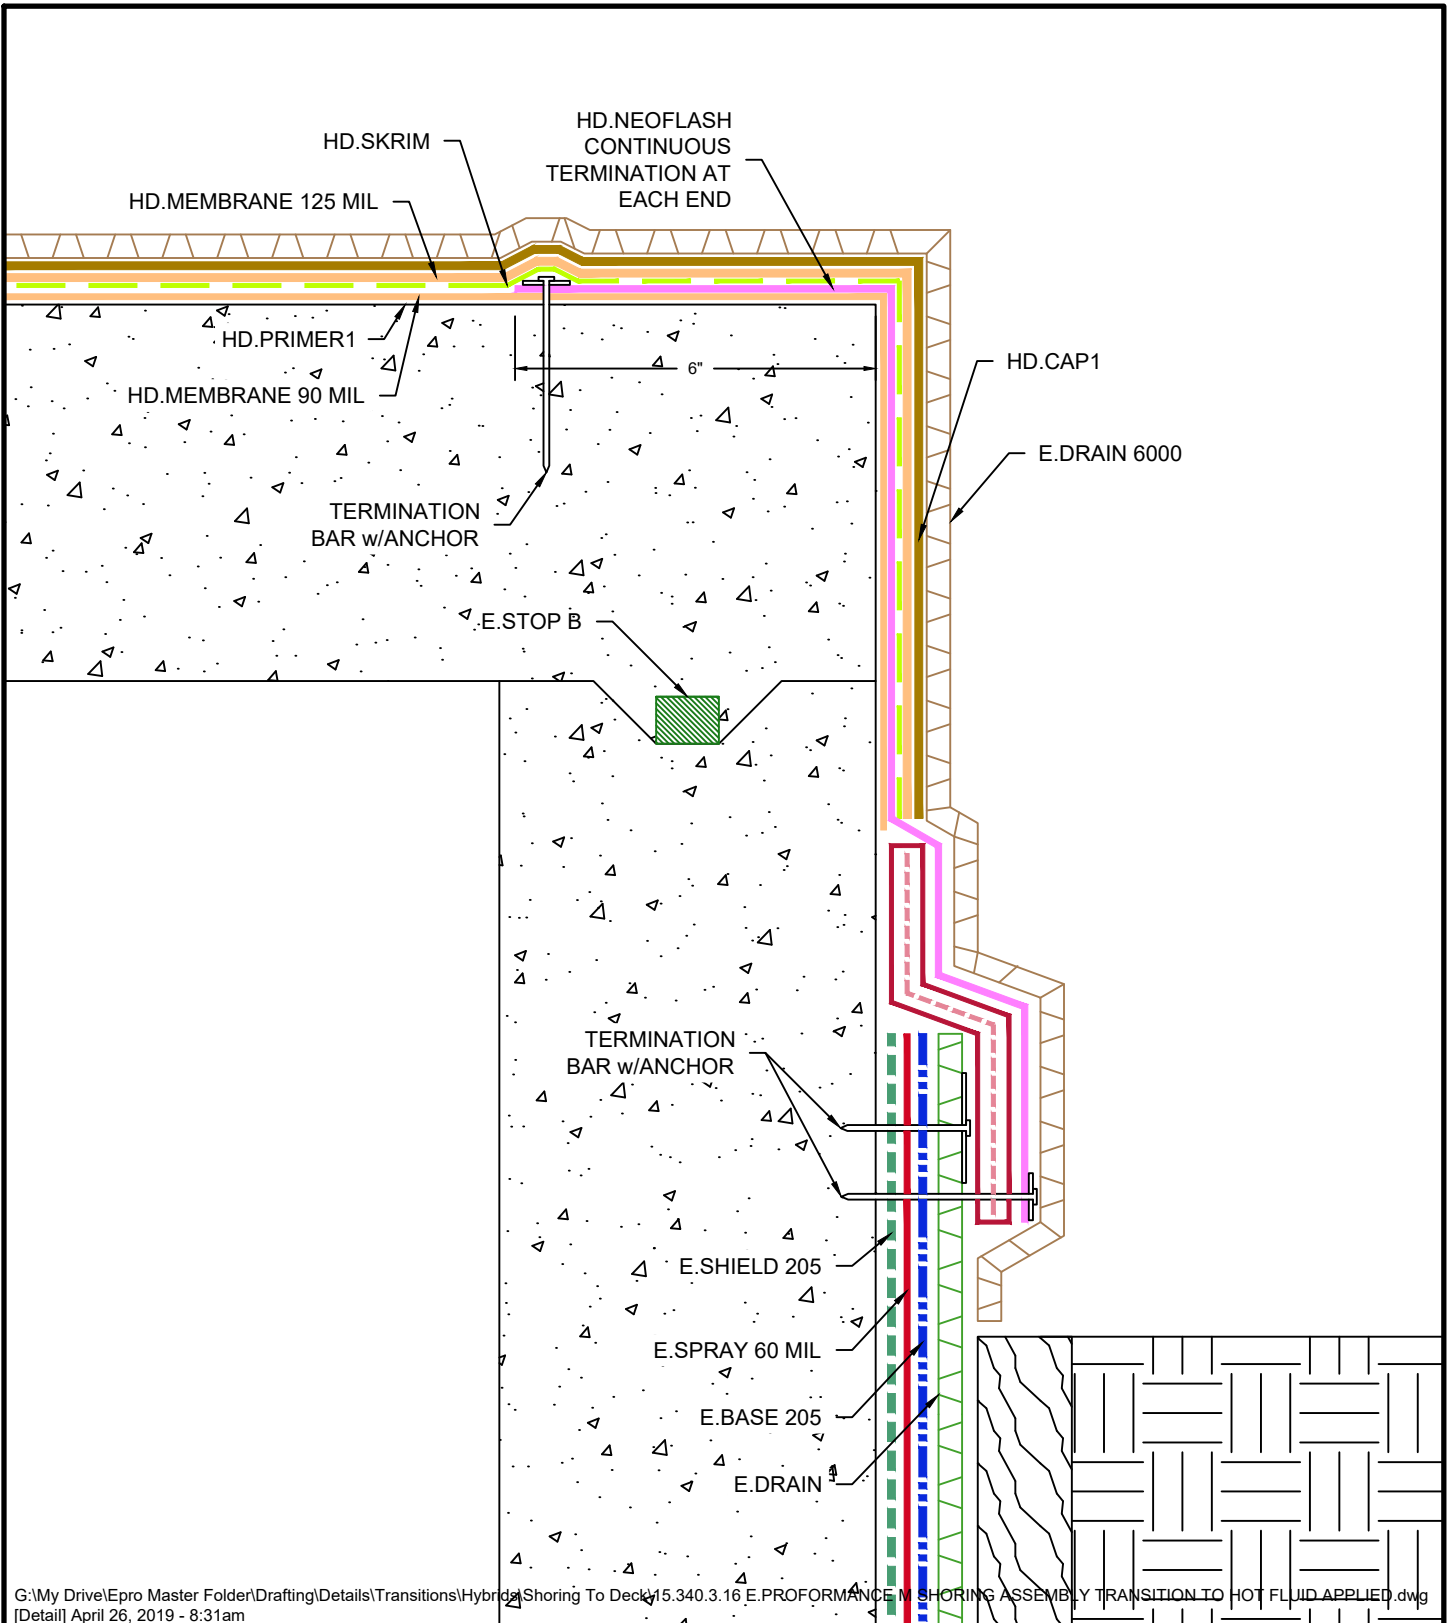 HD.NEOFLASH
CONTINUOUS
TERMINATION AT
EACH END
HD.SKRIM
HD.MEMBRANE 125 MIL
HD.PRIMER1
HD.MEMBRANE 90 MIL
6"
HD.CAP1
E.DRAIN 6000
TERMINATION
BAR w/ANCHOR
E.STOP B
TERMINATION
BAR w/ANCHOR
E.SHIELD 205
E.SPRAY 60 MIL
E.BASE 205
E.DRAIN
G:\My Drive\Epro Master Folder\Drafting\Details\Transitions\Hybrids\Shoring To Deck\15.340.3.16 E.PROFORMANCE M SHORING ASSEMBLY TRANSITION TO HOT FLUID APPLIED.dwg
[Detail] April 26, 2019 - 8:31am